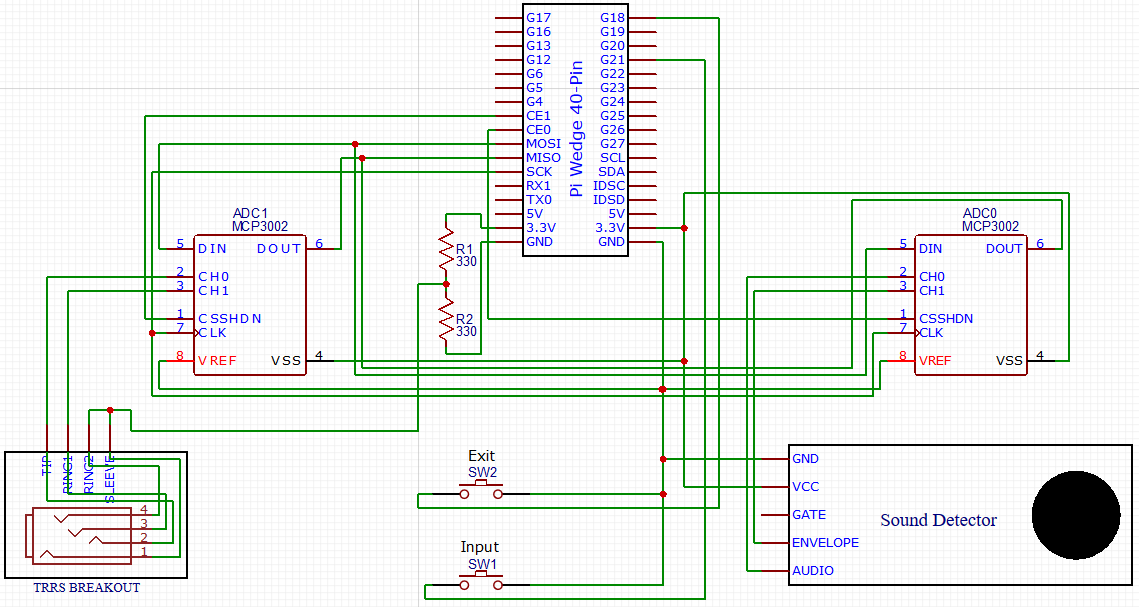 G17 G18
G16 G19
G13 G20
G12 G21
G6 G22
G5 G23
G4 G24
CE1 G25
CE0 G26
MOSI G27
MISO SCL
SCK SDA
RX1 IDSC
TX0 IDSD
5V 5V
3.3V 3.3V
GND GND
Pi Wedge 40-Pin
ADC1
MCP3002
5 DIN DOUT 6
2 CH0
3 CH1
1 CSSHDN
7 CLK
8 VREF VSS 4
R1
330
R2
330
ADC0
MCP3002
5 DIN DOUT 6
2 CH0
3 CH1
1 CSSHDN
7 CLK
8 VREF VSS 4
TIP
RING1
RING2
SLEEVE
4
3
2
1
TRRS BREAKOUT
Exit
SW2
Input
SW1
GND
VCC
GATE
ENVELOPE
AUDIO
Sound Detector